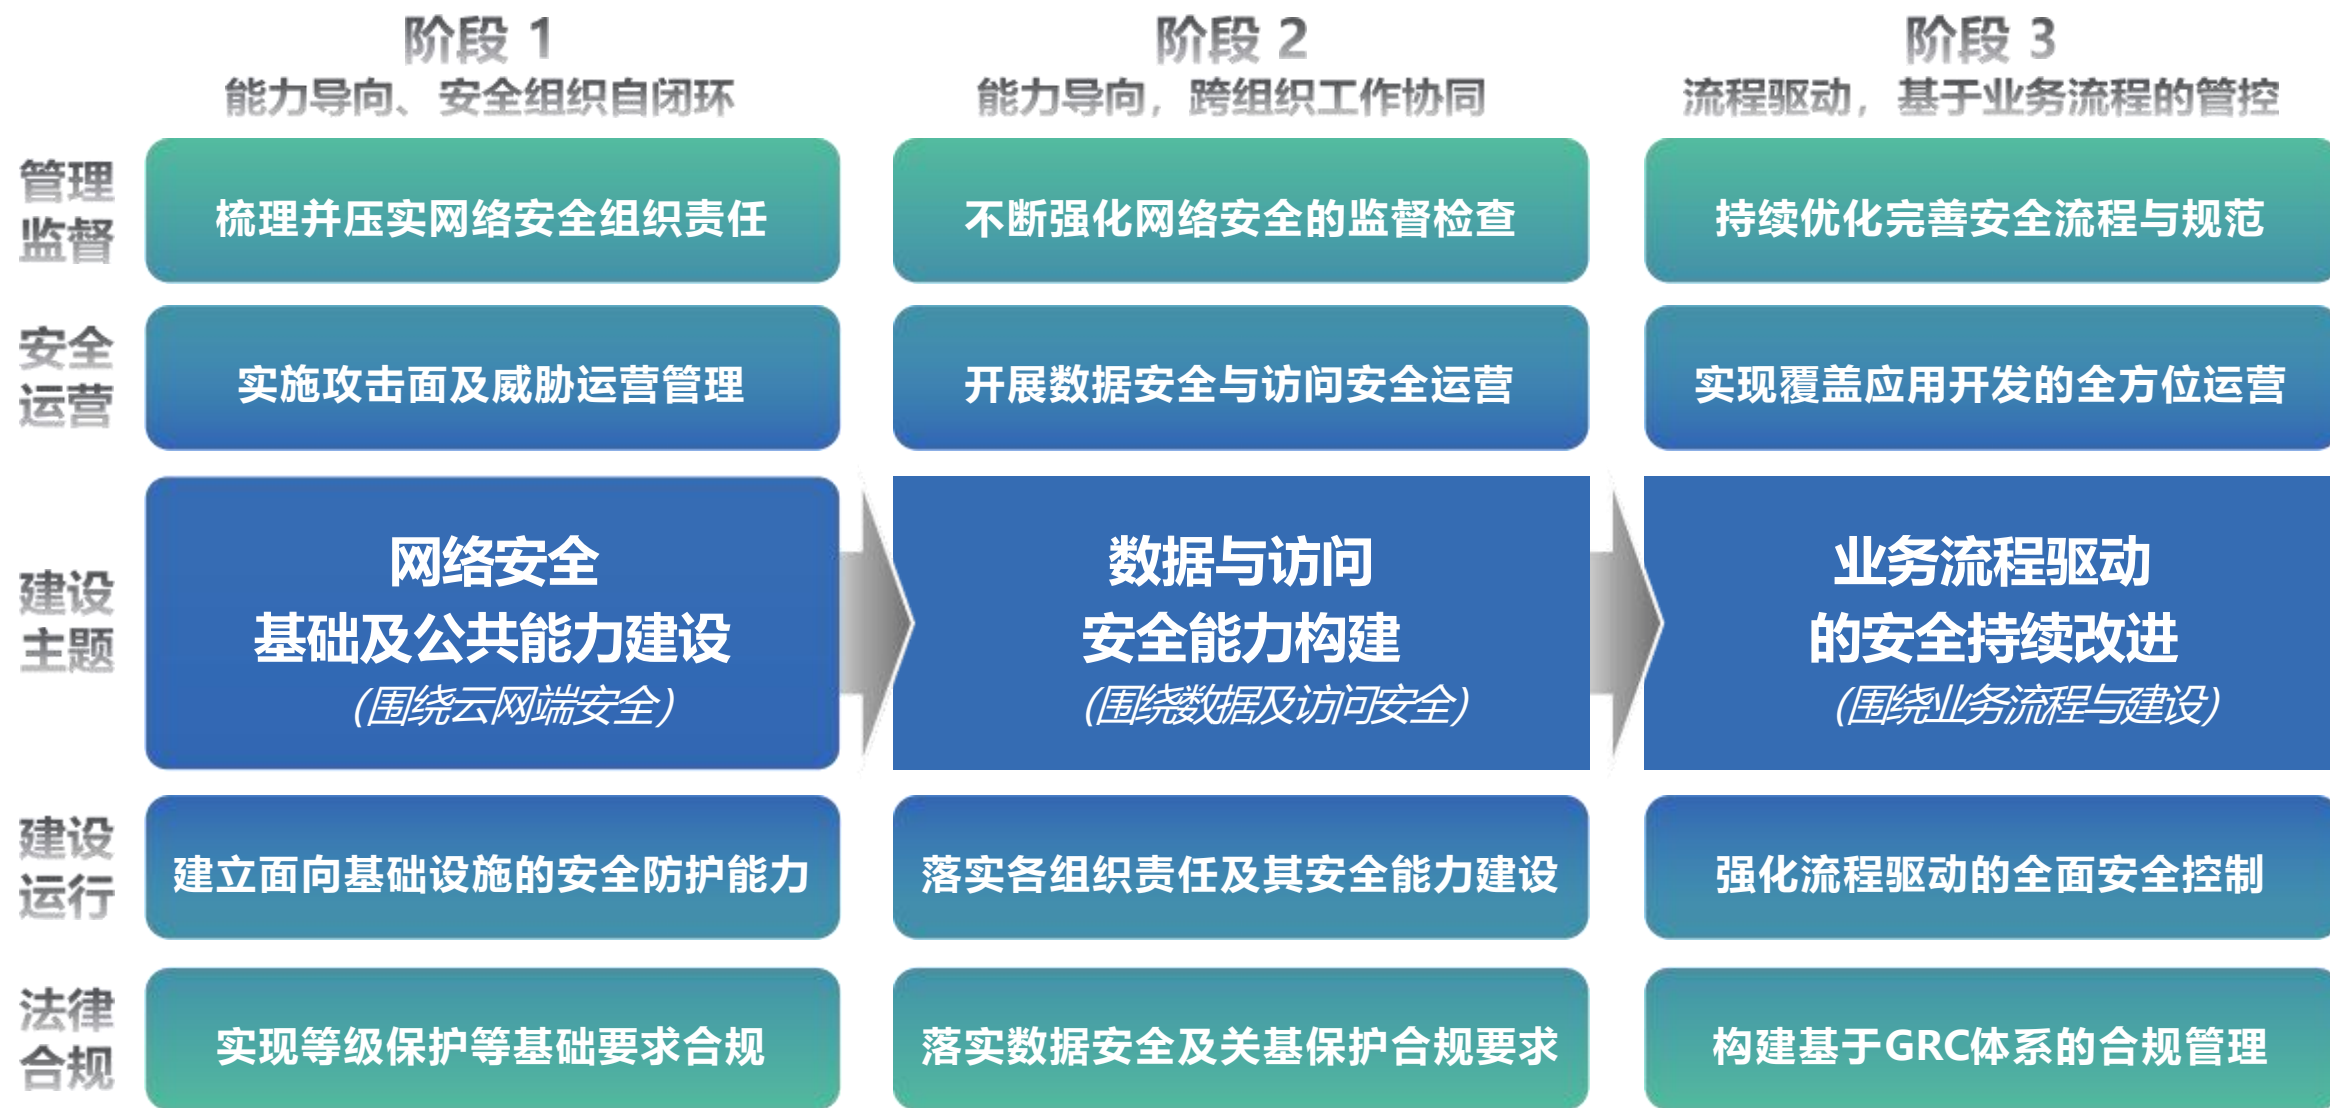 阶段 1
能力导向、安全组织自闭环
阶段 2
能力导向，跨组织工作协同
阶段 3
流程驱动，基于业务流程的管控
管理
监督
梳理并压实网络安全组织责任
不断强化网络安全的监督检查
持续优化完善安全流程与规范
安全
运营
实施攻击面及威胁运营管理
开展数据安全与访问安全运营
实现覆盖应用开发的全方位运营
建设
主题
网络安全
基础及公共能力建设
（围绕云网端安全）
数据与访问
安全能力构建
（围绕数据及访问安全）
业务流程驱动
的安全持续改进
（围绕业务流程与建设）
建设
运行
建立面向基础设施的安全防护能力
落实各组织责任及其安全能力建设
强化流程驱动的全面安全控制
法律
合规
实现等级保护等基础要求合规
落实数据安全及关基保护合规要求
构建基于GRC体系的合规管理